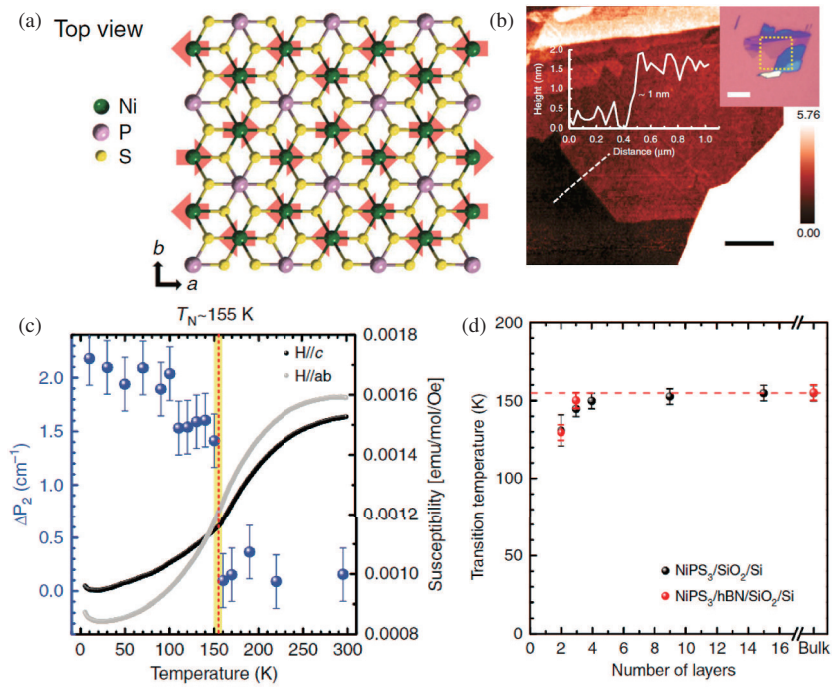 (a)
Top view
Ni
P
S
b
a
(b)
2.0
1.5
1.0
0.5
0.0
Height (nm)
~ 1 nm
0.0 0.2 0.4 0.6 0.8 1.0
Distance (μm)
5.76
0.00
(c)
T_N~155 K
H//c
H//ab
2.0
1.5
1.0
0.5
0.0
ΔP₂ (cm⁻¹)
0.0018
0.0016
0.0014
0.0012
0.0010
0.0008
Susceptibility [emu/mol/Oe]
0 50 100 150 200 250 300
Temperature (K)
(d)
200
150
100
50
0
Transition temperature (K)
NiPS₃/SiO₂/Si
NiPS₃/hBN/SiO₂/Si
0 2 4 6 8 10 12 14 16 Bulk
Number of layers